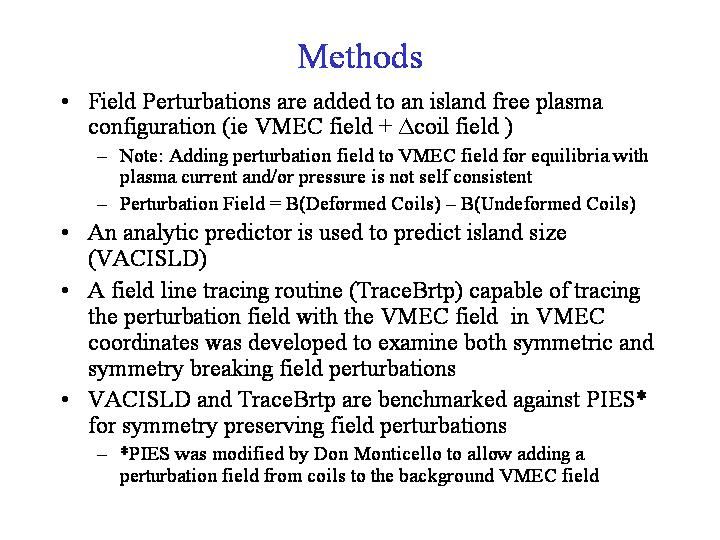 Methods
• Field Perturbations are added to an island free plasma
configuration (ie VMEC field + Δcoil field )
– Note: Adding perturbation field to VMEC field for equilibria with
plasma current and/or pressure is not self consistent
– Perturbation Field = B(Deformed Coils) – B(Undeformed Coils)
• An analytic predictor is used to predict island size
(VACISLD)
• A field line tracing routine (TraceBrtp) capable of tracing
the perturbation field with the VMEC field in VMEC
coordinates was developed to examine both symmetric and
symmetry breaking field perturbations
• VACISLD and TraceBrtp are benchmarked against PIES*
for symmetry preserving field perturbations
– *PIES was modified by Don Monticello to allow adding a
perturbation field from coils to the background VMEC field